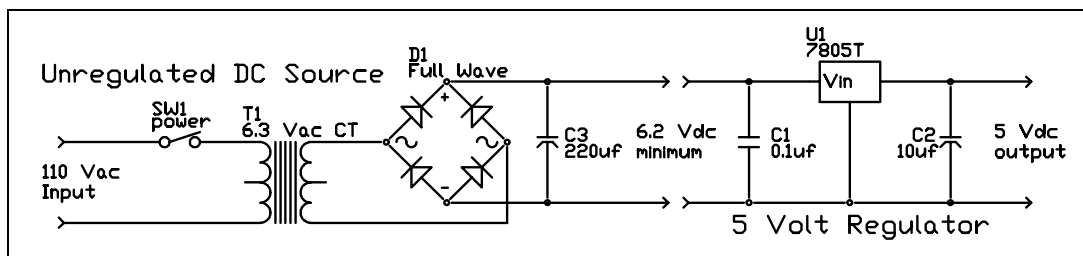 Unregulated DC Source
SW1
power
T1
6.3 Vac CT
110 Vac
Input
D1
Full Wave
+
-
C3
220uf
6.2 Vdc
minimum
C1
0.1uf
U1
7805T
Vin
C2
10uf
5 Vdc
output
5 Volt Regulator